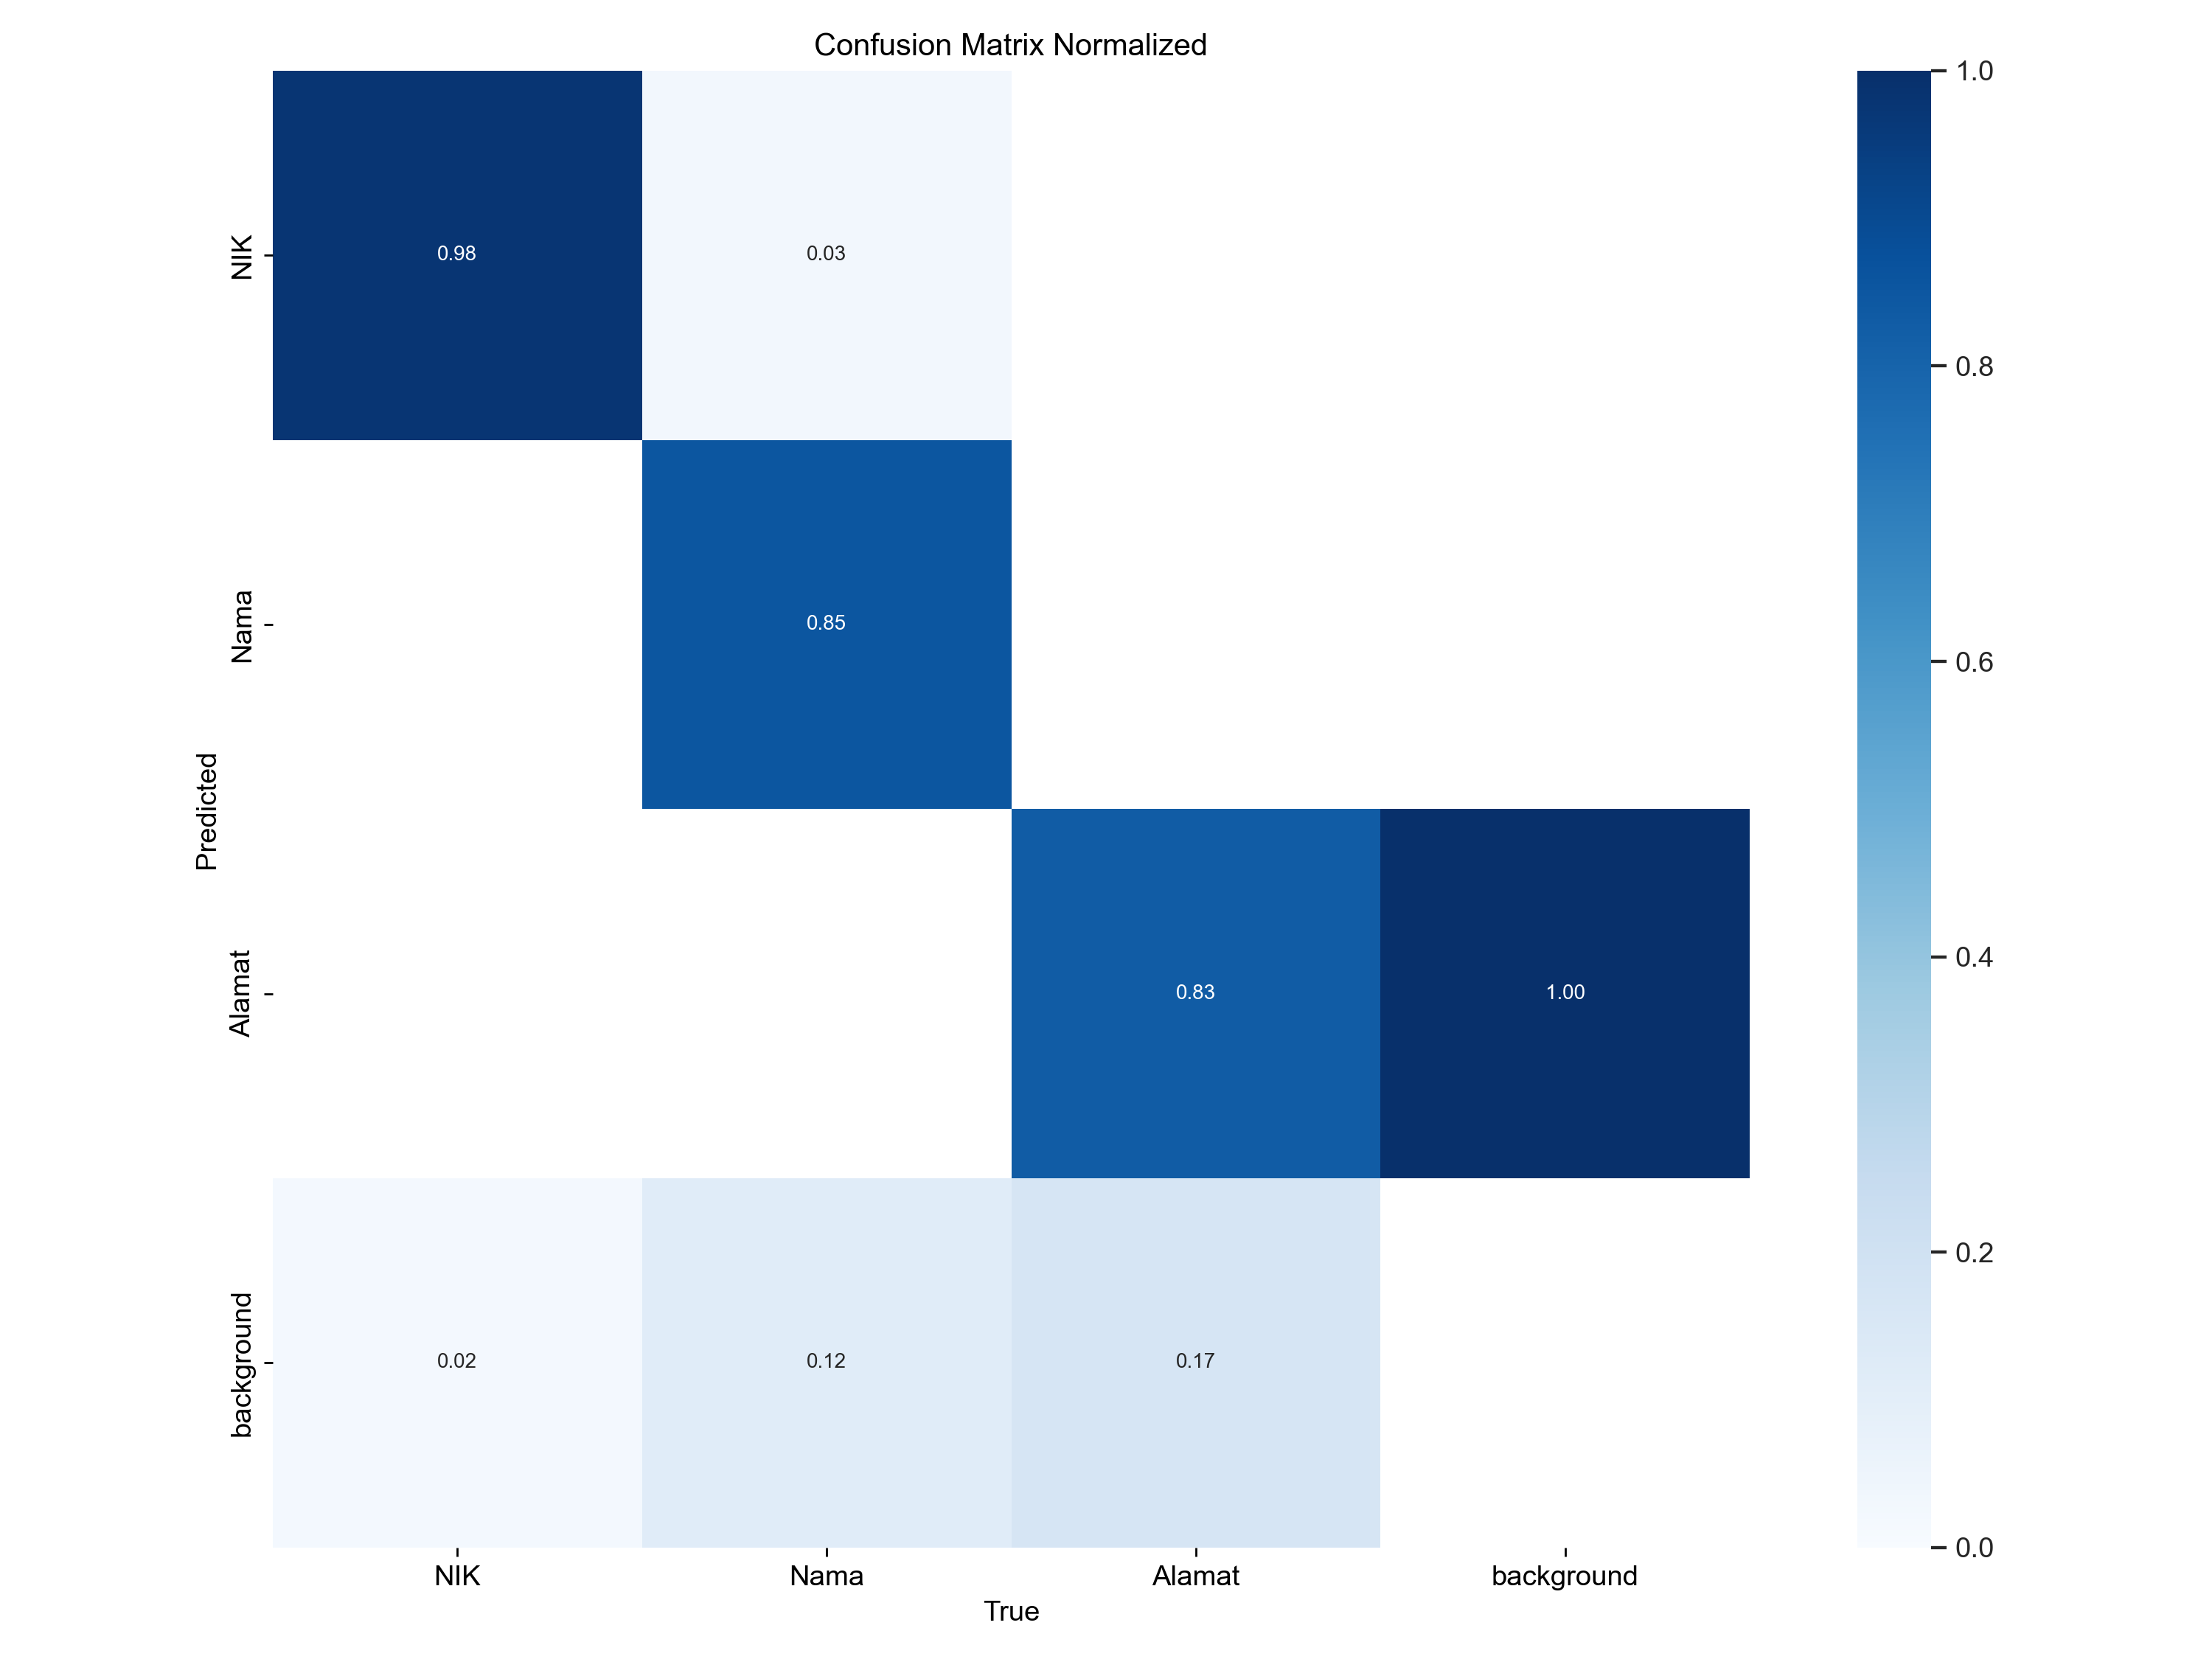 Confusion Matrix Normalized
1.0
NIK
0.98
0.03
0.8
Nama
0.85
0.6
Predicted
Alamat
0.83
1.00
0.4
0.2
background
0.02
0.12
0.17
0.0
NIK
Nama
Alamat
background
True